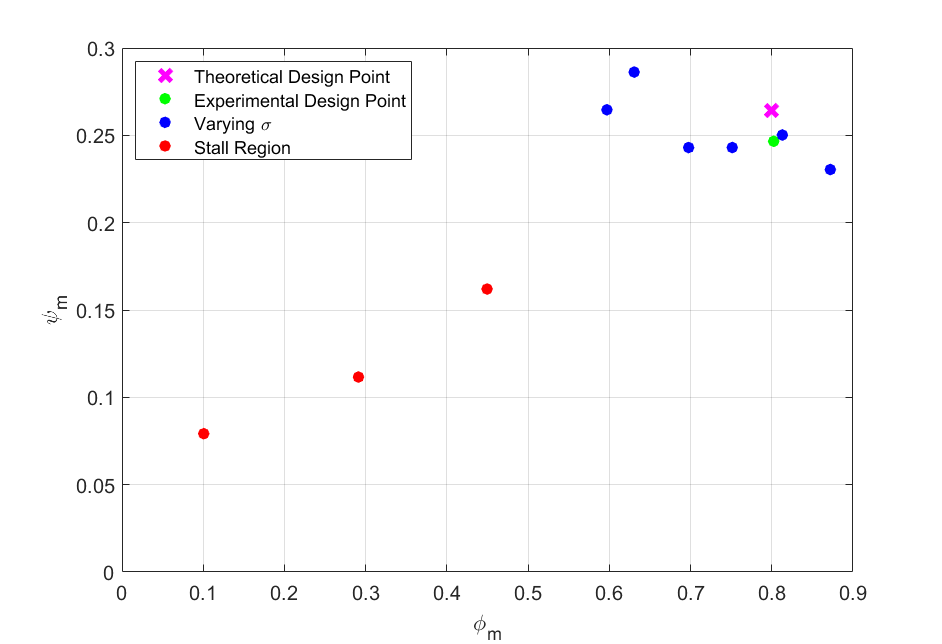 0.3
0.25
0.2
0.15
0.1
0.05
0
ψm
Theoretical Design Point
Experimental Design Point
Varying σ
Stall Region
0 0.1 0.2 0.3 0.4 0.5 0.6 0.7 0.8 0.9
ϕm